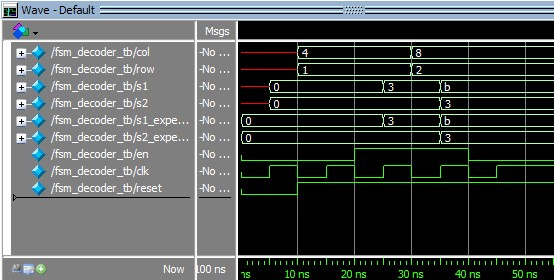 Wave - Default
Msgs
/fsm_decoder_tb/col -No ... 4 8
/fsm_decoder_tb/row -No ... 1 2
/fsm_decoder_tb/s1 -No ... 0 3 b
/fsm_decoder_tb/s2 -No ... 0 3
/fsm_decoder_tb/s1_expe... -No ... 0 3 b
/fsm_decoder_tb/s2_expe... -No ... 0 3
/fsm_decoder_tb/en -No ...
/fsm_decoder_tb/clk -No ...
/fsm_decoder_tb/reset -No ...
Now 100 ns ns 10 ns 20 ns 30 ns 40 ns 50 ns